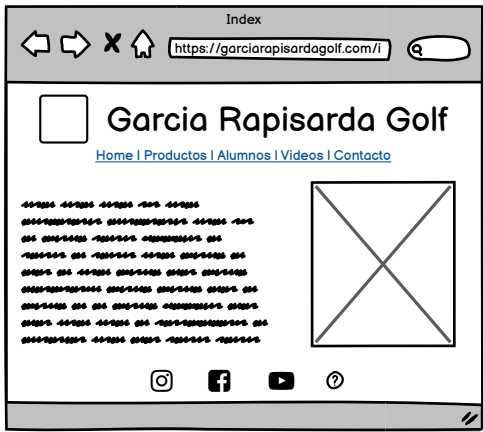 Index
https://garciarapisardagolf.com/i
Garcia Rapisarda Golf
Home | Productos | Alumnos | Videos | Contacto